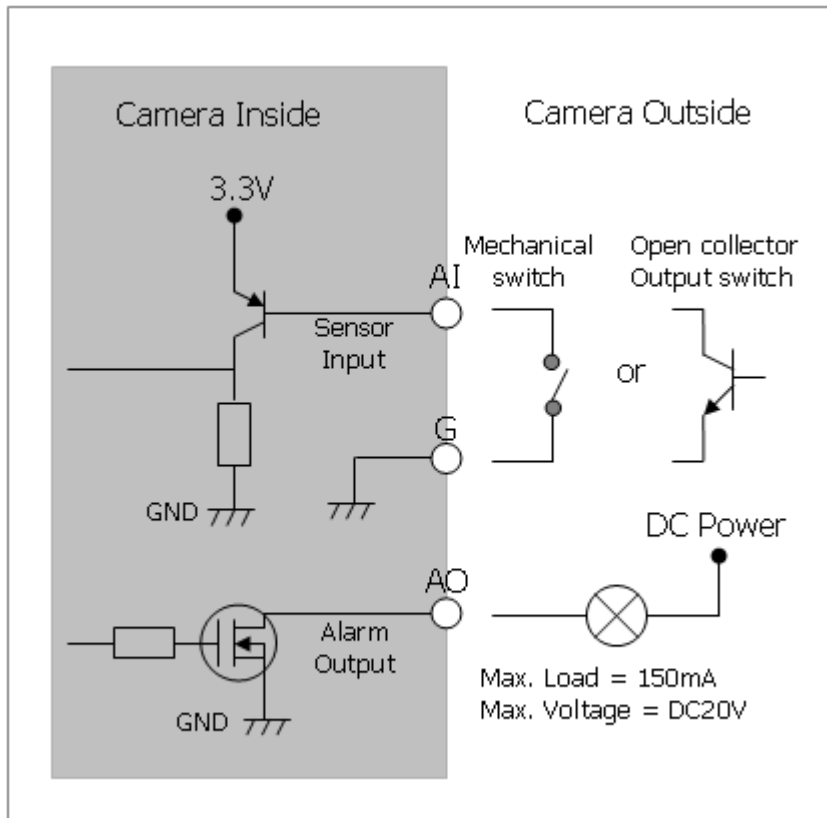 Camera Inside
Camera Outside
3.3V
AI
Sensor
Input
Mechanical
switch
or
Open collector
Output switch
G
GND
DC Power
AO
Alarm
Output
GND
Max. Load = 150mA
Max. Voltage = DC20V